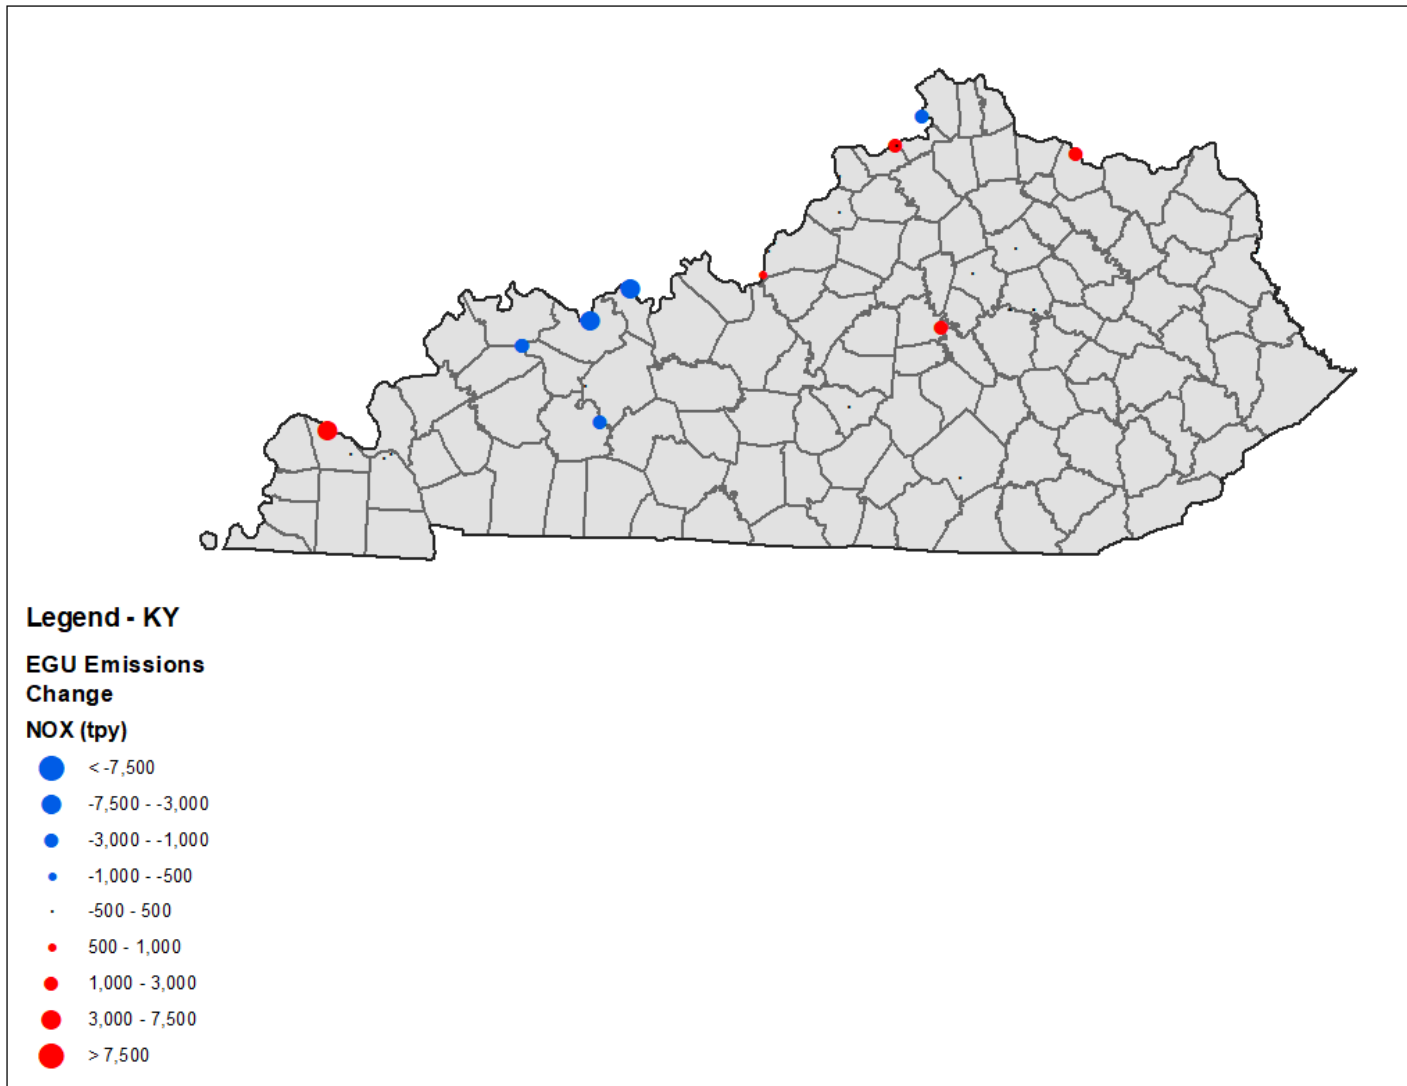 Legend - KY
EGU Emissions
Change
NOX (tpy)
< -7,500
-7,500 - -3,000
-3,000 - -1,000
-1,000 - -500
-500 - 500
500 - 1,000
1,000 - 3,000
3,000 - 7,500
> 7,500